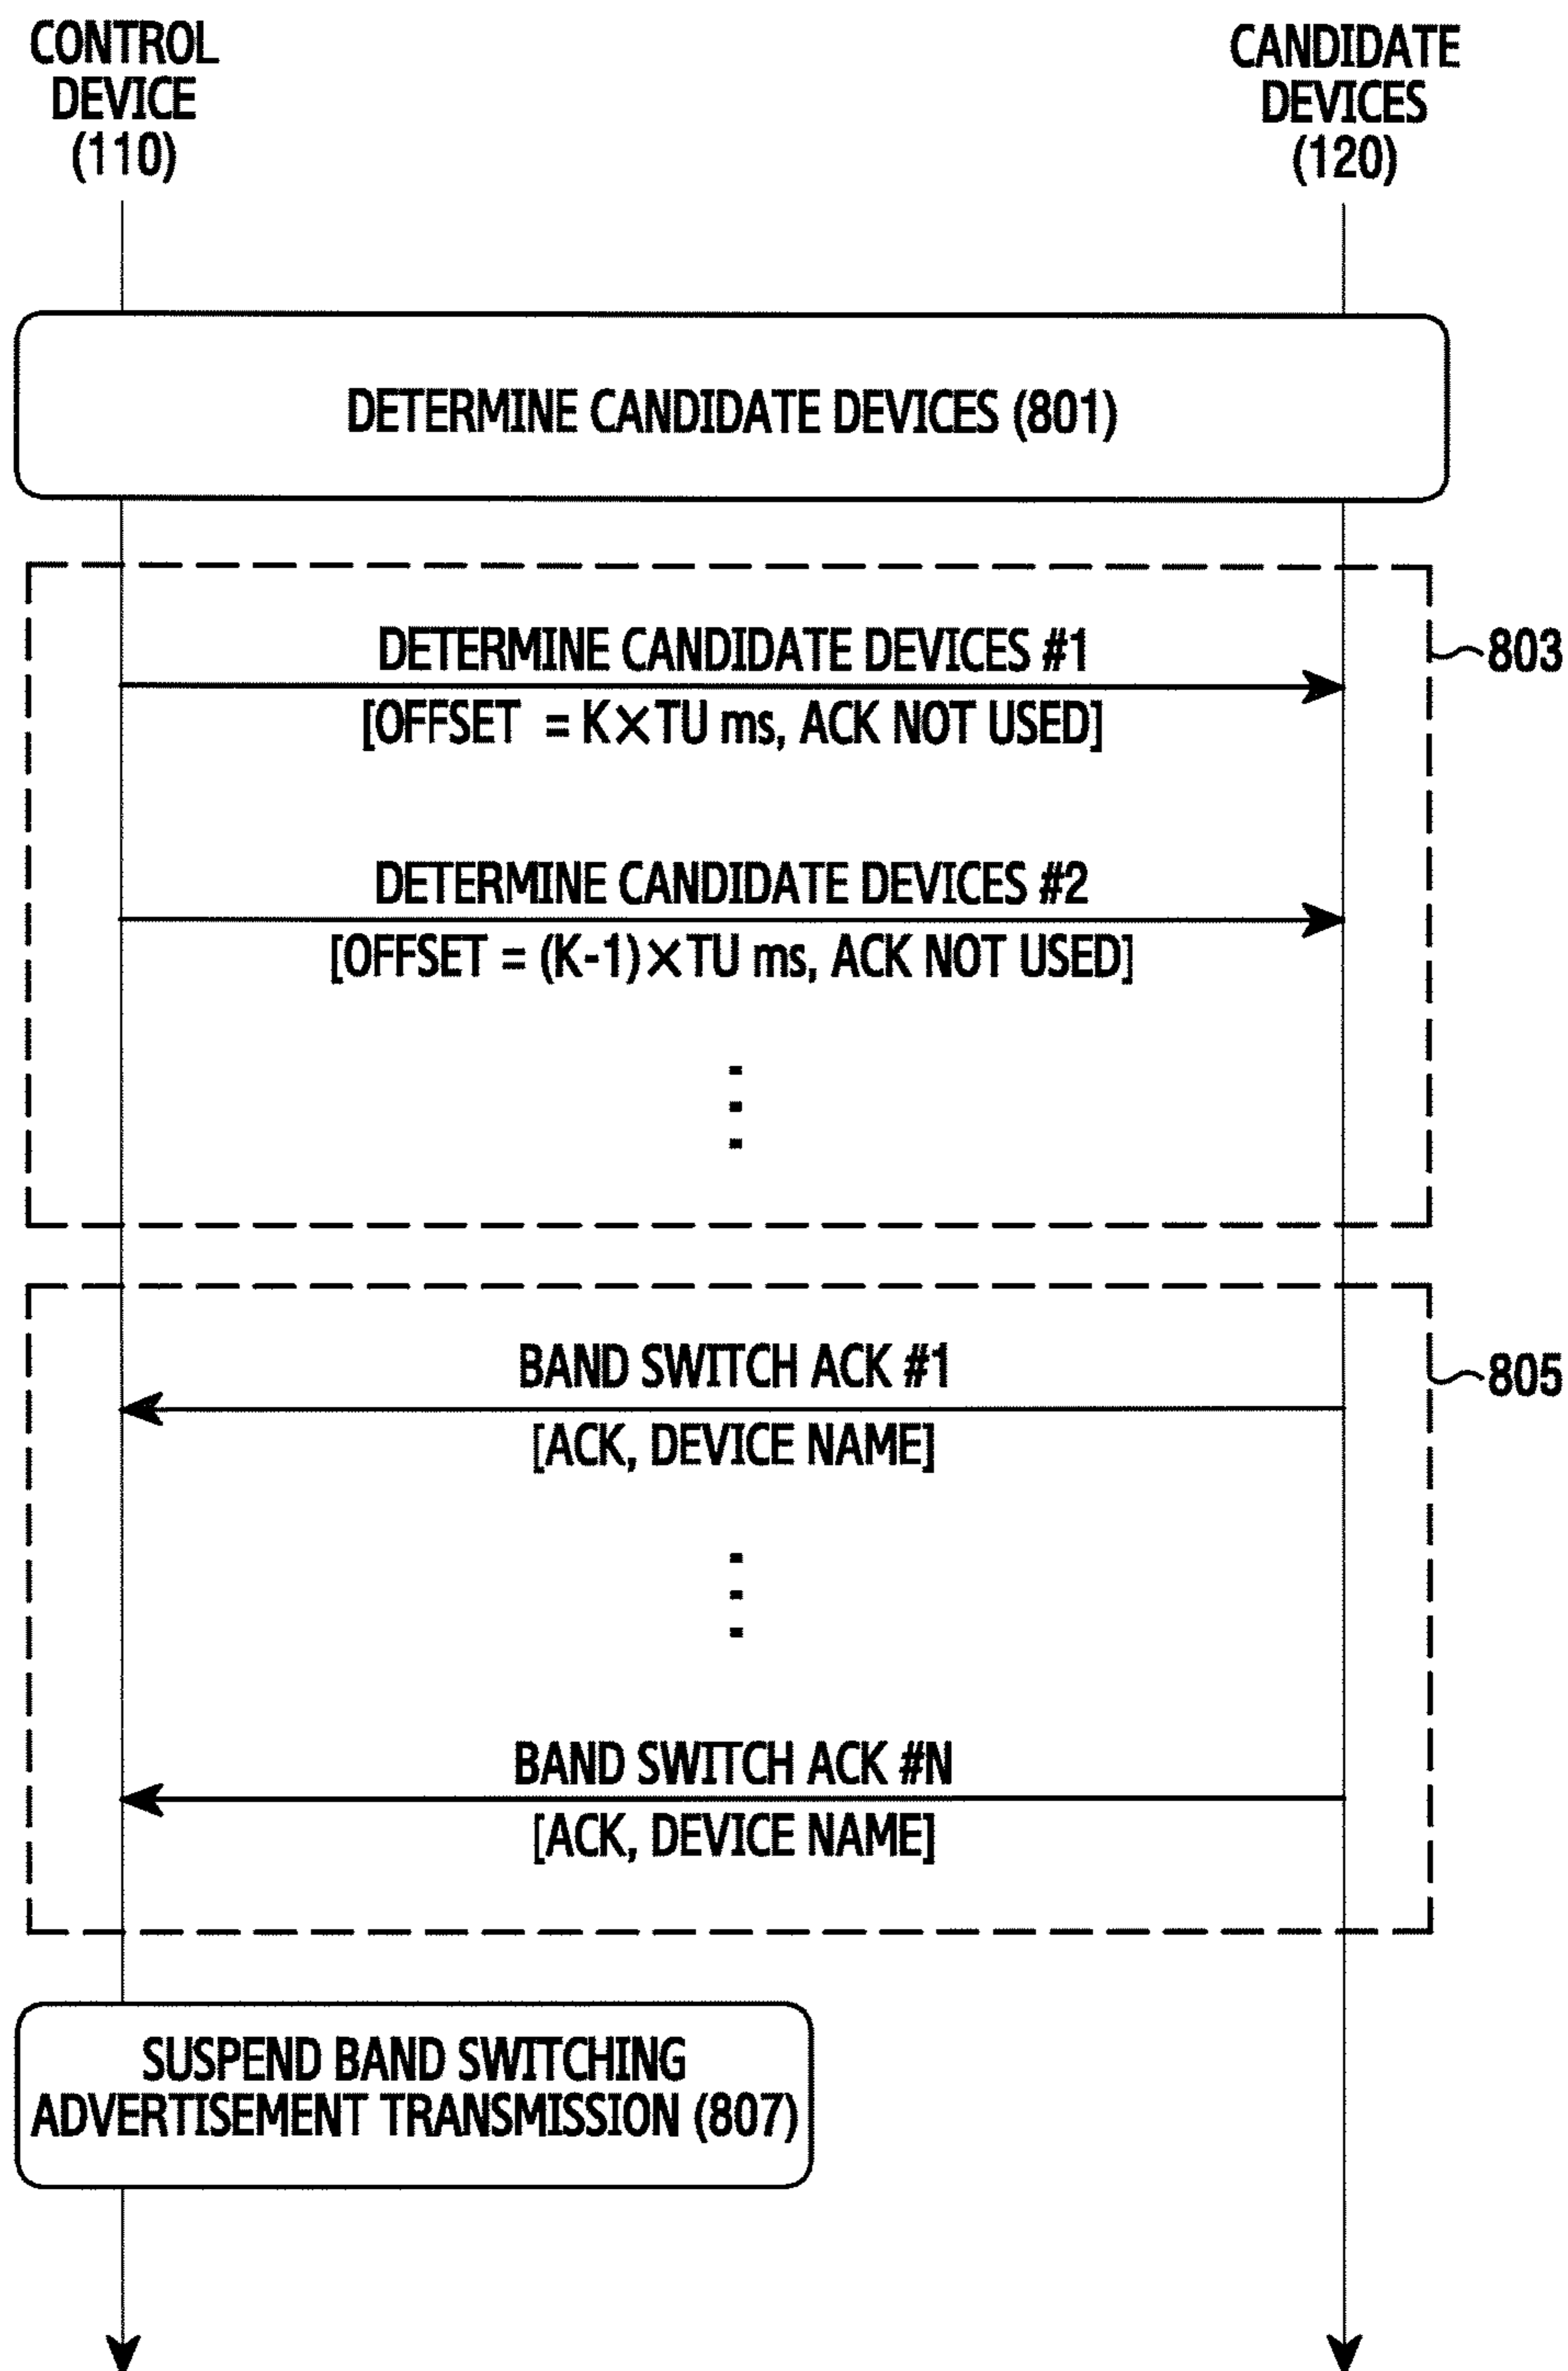 CONTROL
DEVICE
(110)
CANDIDATE
DEVICES
(120)
DETERMINE CANDIDATE DEVICES (801)
DETERMINE CANDIDATE DEVICES #1
[OFFSET = K×TU ms, ACK NOT USED]
803
DETERMINE CANDIDATE DEVICES #2
[OFFSET = (K-1)×TU ms, ACK NOT USED]
BAND SWITCH ACK #1
[ACK, DEVICE NAME]
805
BAND SWITCH ACK #N
[ACK, DEVICE NAME]
SUSPEND BAND SWITCHING
ADVERTISEMENT TRANSMISSION (807)